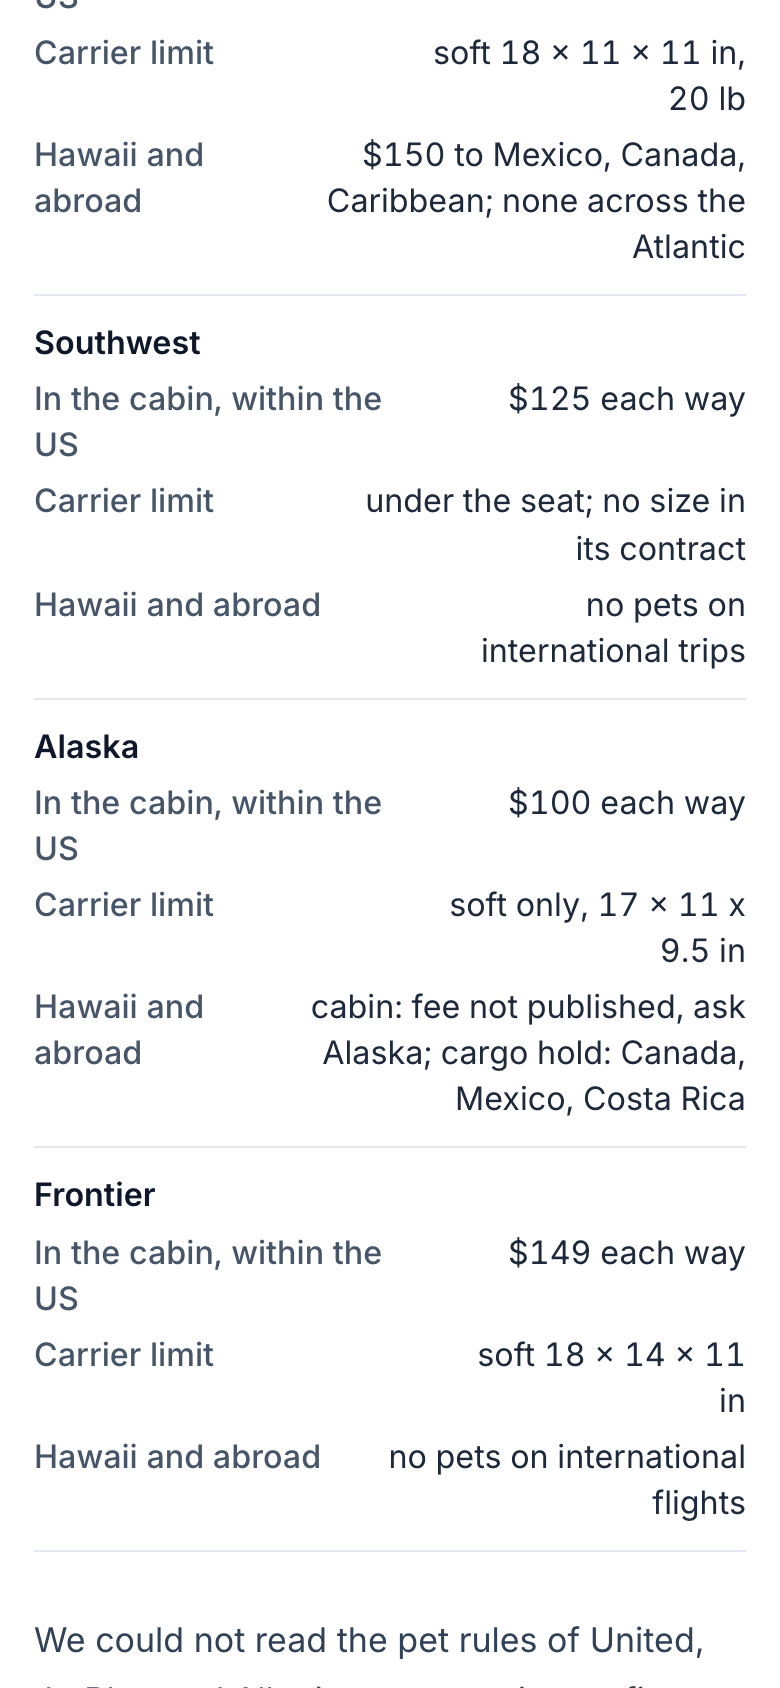 US
Carrier limit
soft 18 × 11 × 11 in,
20 lb
Hawaii and
abroad
$150 to Mexico, Canada,
Caribbean; none across the
Atlantic
Southwest
In the cabin, within the
US
$125 each way
Carrier limit
under the seat; no size in
its contract
Hawaii and abroad
no pets on
international trips
Alaska
In the cabin, within the
US
$100 each way
Carrier limit
soft only, 17 × 11 x
9.5 in
Hawaii and
abroad
cabin: fee not published, ask
Alaska; cargo hold: Canada,
Mexico, Costa Rica
Frontier
In the cabin, within the
US
$149 each way
Carrier limit
soft 18 × 14 × 11
in
Hawaii and abroad
no pets on international
flights
We could not read the pet rules of United,